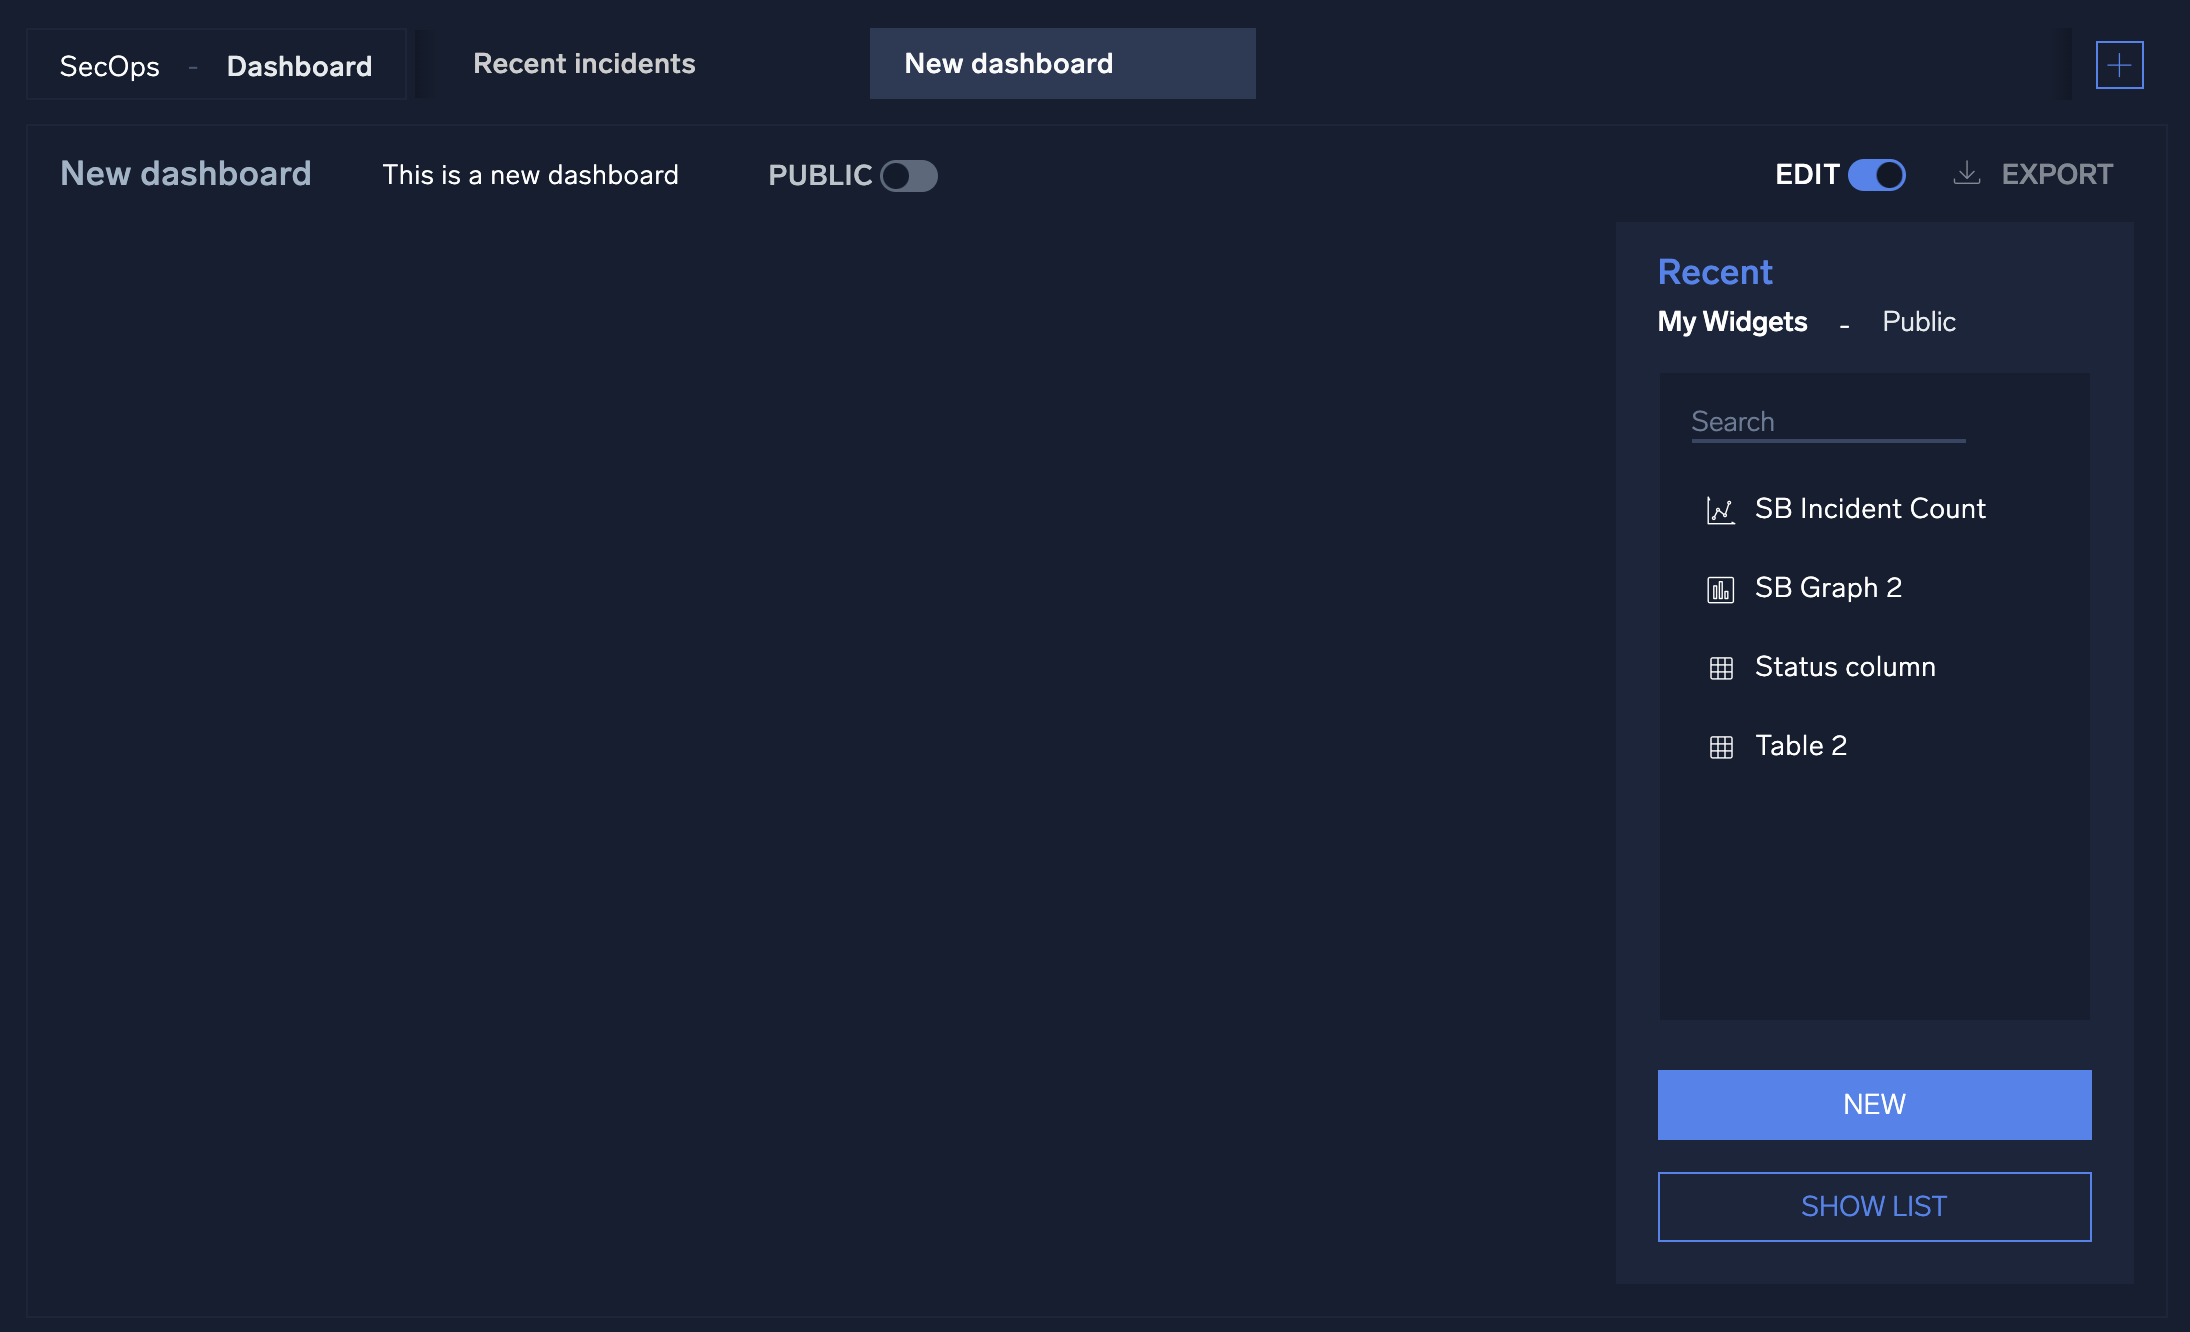 SecOps - Dashboard
Recent incidents
New dashboard
New dashboard
This is a new dashboard
PUBLIC
EDIT
EXPORT
Recent
My Widgets - Public
Search
SB Incident Count
SB Graph 2
Status column
Table 2
NEW
SHOW LIST